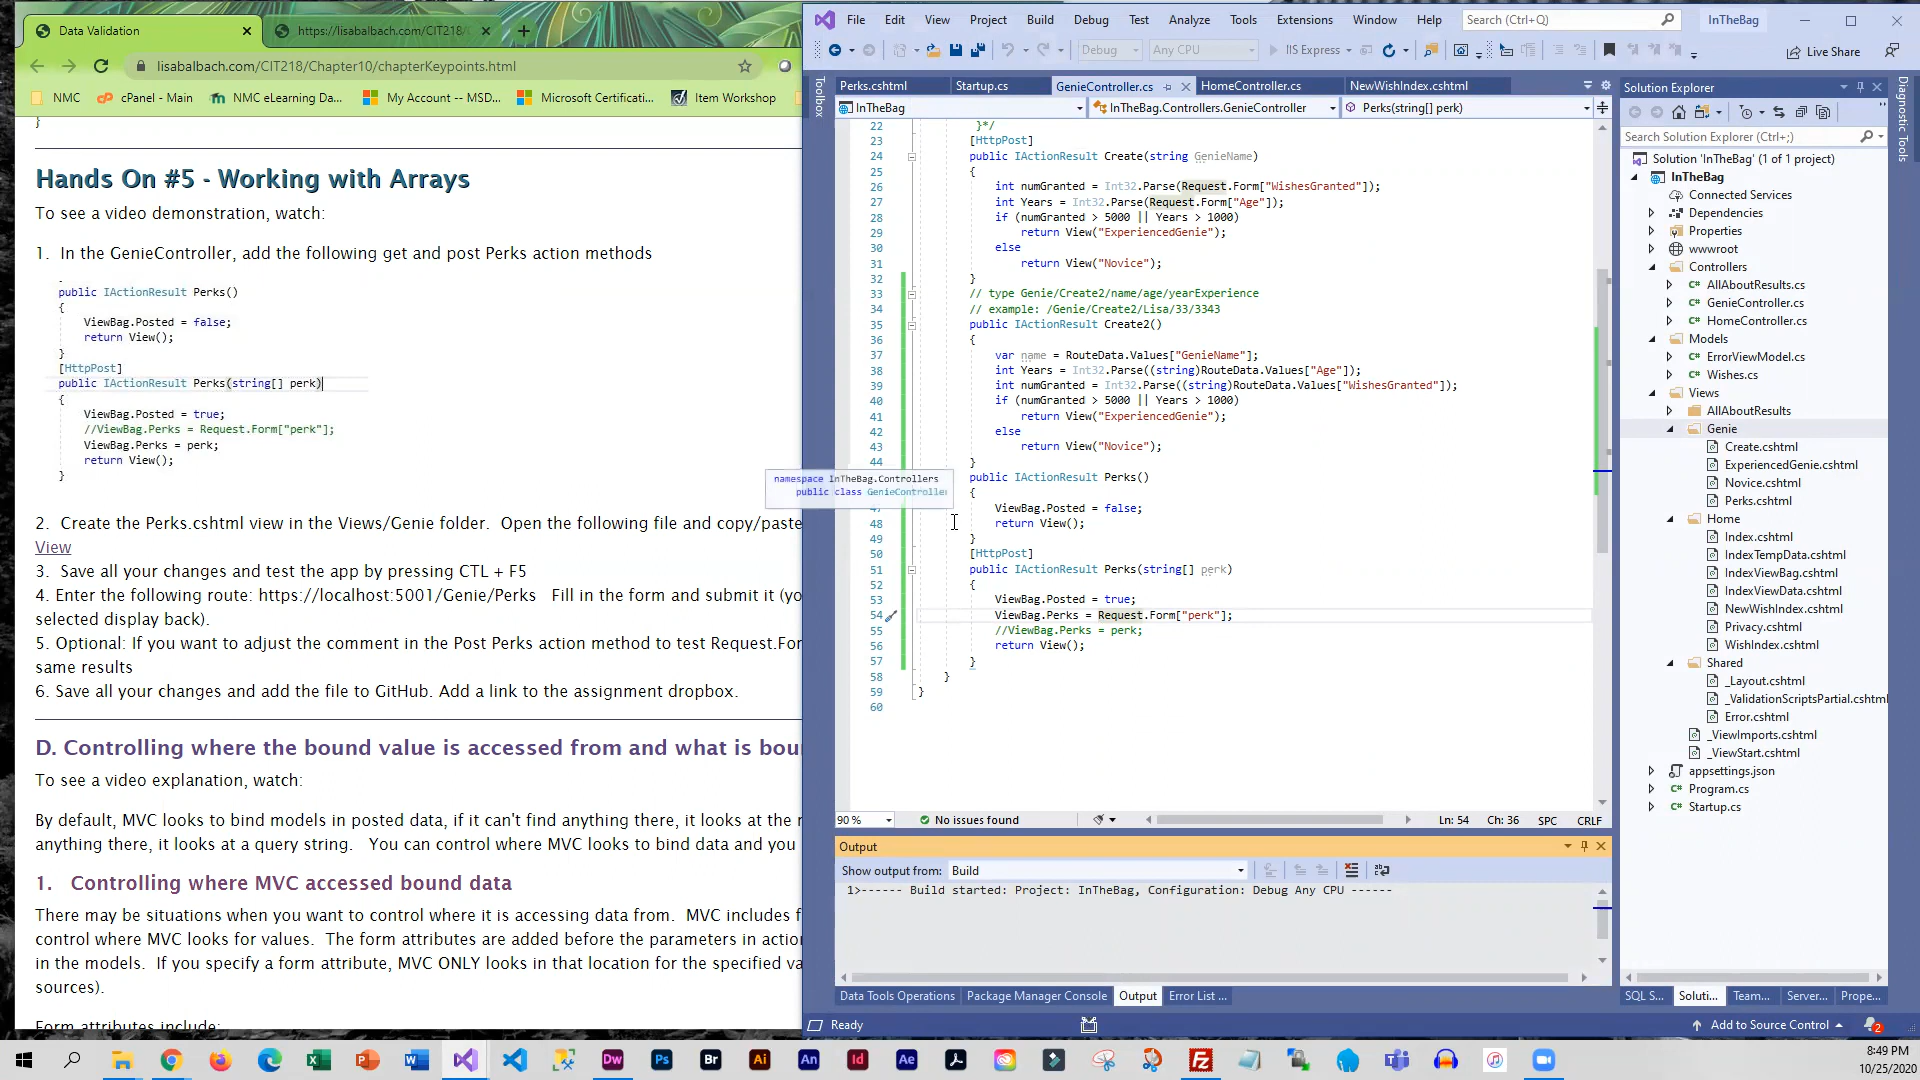 Data Validation
https://lisabalbach.com/CIT218/
lisabalbach.com/CIT218/Chapter10/chapterKeypoints.html
NMC
cPanel - Main
NMC eLearning Da...
My Account -- MSD...
Microsoft Certificati...
Item Workshop
}
Hands On #5 - Working with Arrays
To see a video demonstration, watch:
1. In the GenieController, add the following get and post Perks action methods
public IActionResult Perks()
{
ViewBag.Posted = false;
return View();
}
[HttpPost]
public IActionResult Perks(string[] perk)
{
ViewBag.Posted = true;
//ViewBag.Perks = Request.Form["perk"];
ViewBag.Perks = perk;
return View();
}
2. Create the Perks.cshtml view in the Views/Genie folder. Open the following file and copy/paste
View
3. Save all your changes and test the app by pressing CTL + F5
4. Enter the following route: https://localhost:5001/Genie/Perks Fill in the form and submit it (yo
selected display back).
5. Optional: If you want to adjust the comment in the Post Perks action method to test Request.For
same results
6. Save all your changes and add the file to GitHub. Add a link to the assignment dropbox.
D. Controlling where the bound value is accessed from and what is bou
To see a video explanation, watch:
By default, MVC looks to bind models in posted data, if it can't find anything there, it looks at the r
anything there, it looks at a query string. You can control where MVC looks to bind data and you
1. Controlling where MVC accessed bound data
There may be situations when you want to control where it is accessing data from. MVC includes f
control where MVC looks for values. The form attributes are added before the parameters in action
in the models. If you specify a form attribute, MVC ONLY looks in that location for the specified va
sources).
Form attributes include:
File Edit View Project Build Debug Test Analyze Tools Extensions Window Help
Search (Ctrl+Q)
InTheBag
Debug
Any CPU
IIS Express
Live Share
Toolbox
Perks.cshtml
Startup.cs
GenieController.cs
HomeController.cs
NewWishIndex.cshtml
InTheBag
InTheBag.Controllers.GenieController
Perks(string[] perk)
22 }*/
23 [HttpPost]
24 public IActionResult Create(string GenieName)
25 {
26 int numGranted = Int32.Parse(Request.Form["WishesGranted"]);
27 int Years = Int32.Parse(Request.Form["Age"]);
28 if (numGranted > 5000 || Years > 1000)
29 return View("ExperiencedGenie");
30 else
31 return View("Novice");
32 }
33 // type Genie/Create2/name/age/yearExperience
34 // example: /Genie/Create2/Lisa/33/3343
35 public IActionResult Create2()
36 {
37 var name = RouteData.Values["GenieName"];
38 int Years = Int32.Parse((string)RouteData.Values["Age"]);
39 int numGranted = Int32.Parse((string)RouteData.Values["WishesGranted"]);
40 if (numGranted > 5000 || Years > 1000)
41 return View("ExperiencedGenie");
42 else
43 return View("Novice");
44 }
public IActionResult Perks()
{
ViewBag.Posted = false;
48 return View();
49 }
50 [HttpPost]
51 public IActionResult Perks(string[] perk)
52 {
53 ViewBag.Posted = true;
54 ViewBag.Perks = Request.Form["perk"];
55 //ViewBag.Perks = perk;
56 return View();
57 }
58 }
59 }
60
namespace InTheBag.Controllers
public class GenieController
90 %
No issues found
Ln: 54
Ch: 36
SPC
CRLF
Output
Show output from: Build
1>------ Build started: Project: InTheBag, Configuration: Debug Any CPU ------
Data Tools Operations
Package Manager Console
Output
Error List ...
Ready
Add to Source Control
2
Solution Explorer
Search Solution Explorer (Ctrl+;)
Solution 'InTheBag' (1 of 1 project)
InTheBag
Connected Services
Dependencies
Properties
wwwroot
Controllers
C# AllAboutResults.cs
C# GenieController.cs
C# HomeController.cs
Models
C# ErrorViewModel.cs
C# Wishes.cs
Views
AllAboutResults
Genie
Create.cshtml
ExperiencedGenie.cshtml
Novice.cshtml
Perks.cshtml
Home
Index.cshtml
IndexTempData.cshtml
IndexViewBag.cshtml
IndexViewData.cshtml
NewWishIndex.cshtml
Privacy.cshtml
WishIndex.cshtml
Shared
_Layout.cshtml
_ValidationScriptsPartial.cshtml
Error.cshtml
_ViewImports.cshtml
_ViewStart.cshtml
appsettings.json
C# Program.cs
C# Startup.cs
SQL S...
Soluti...
Team...
Server...
Prope...
Diagnostic Tools
Dw
Ps
Br
Ai
An
Id
Ae
Fz
8:49 PM
10/25/2020